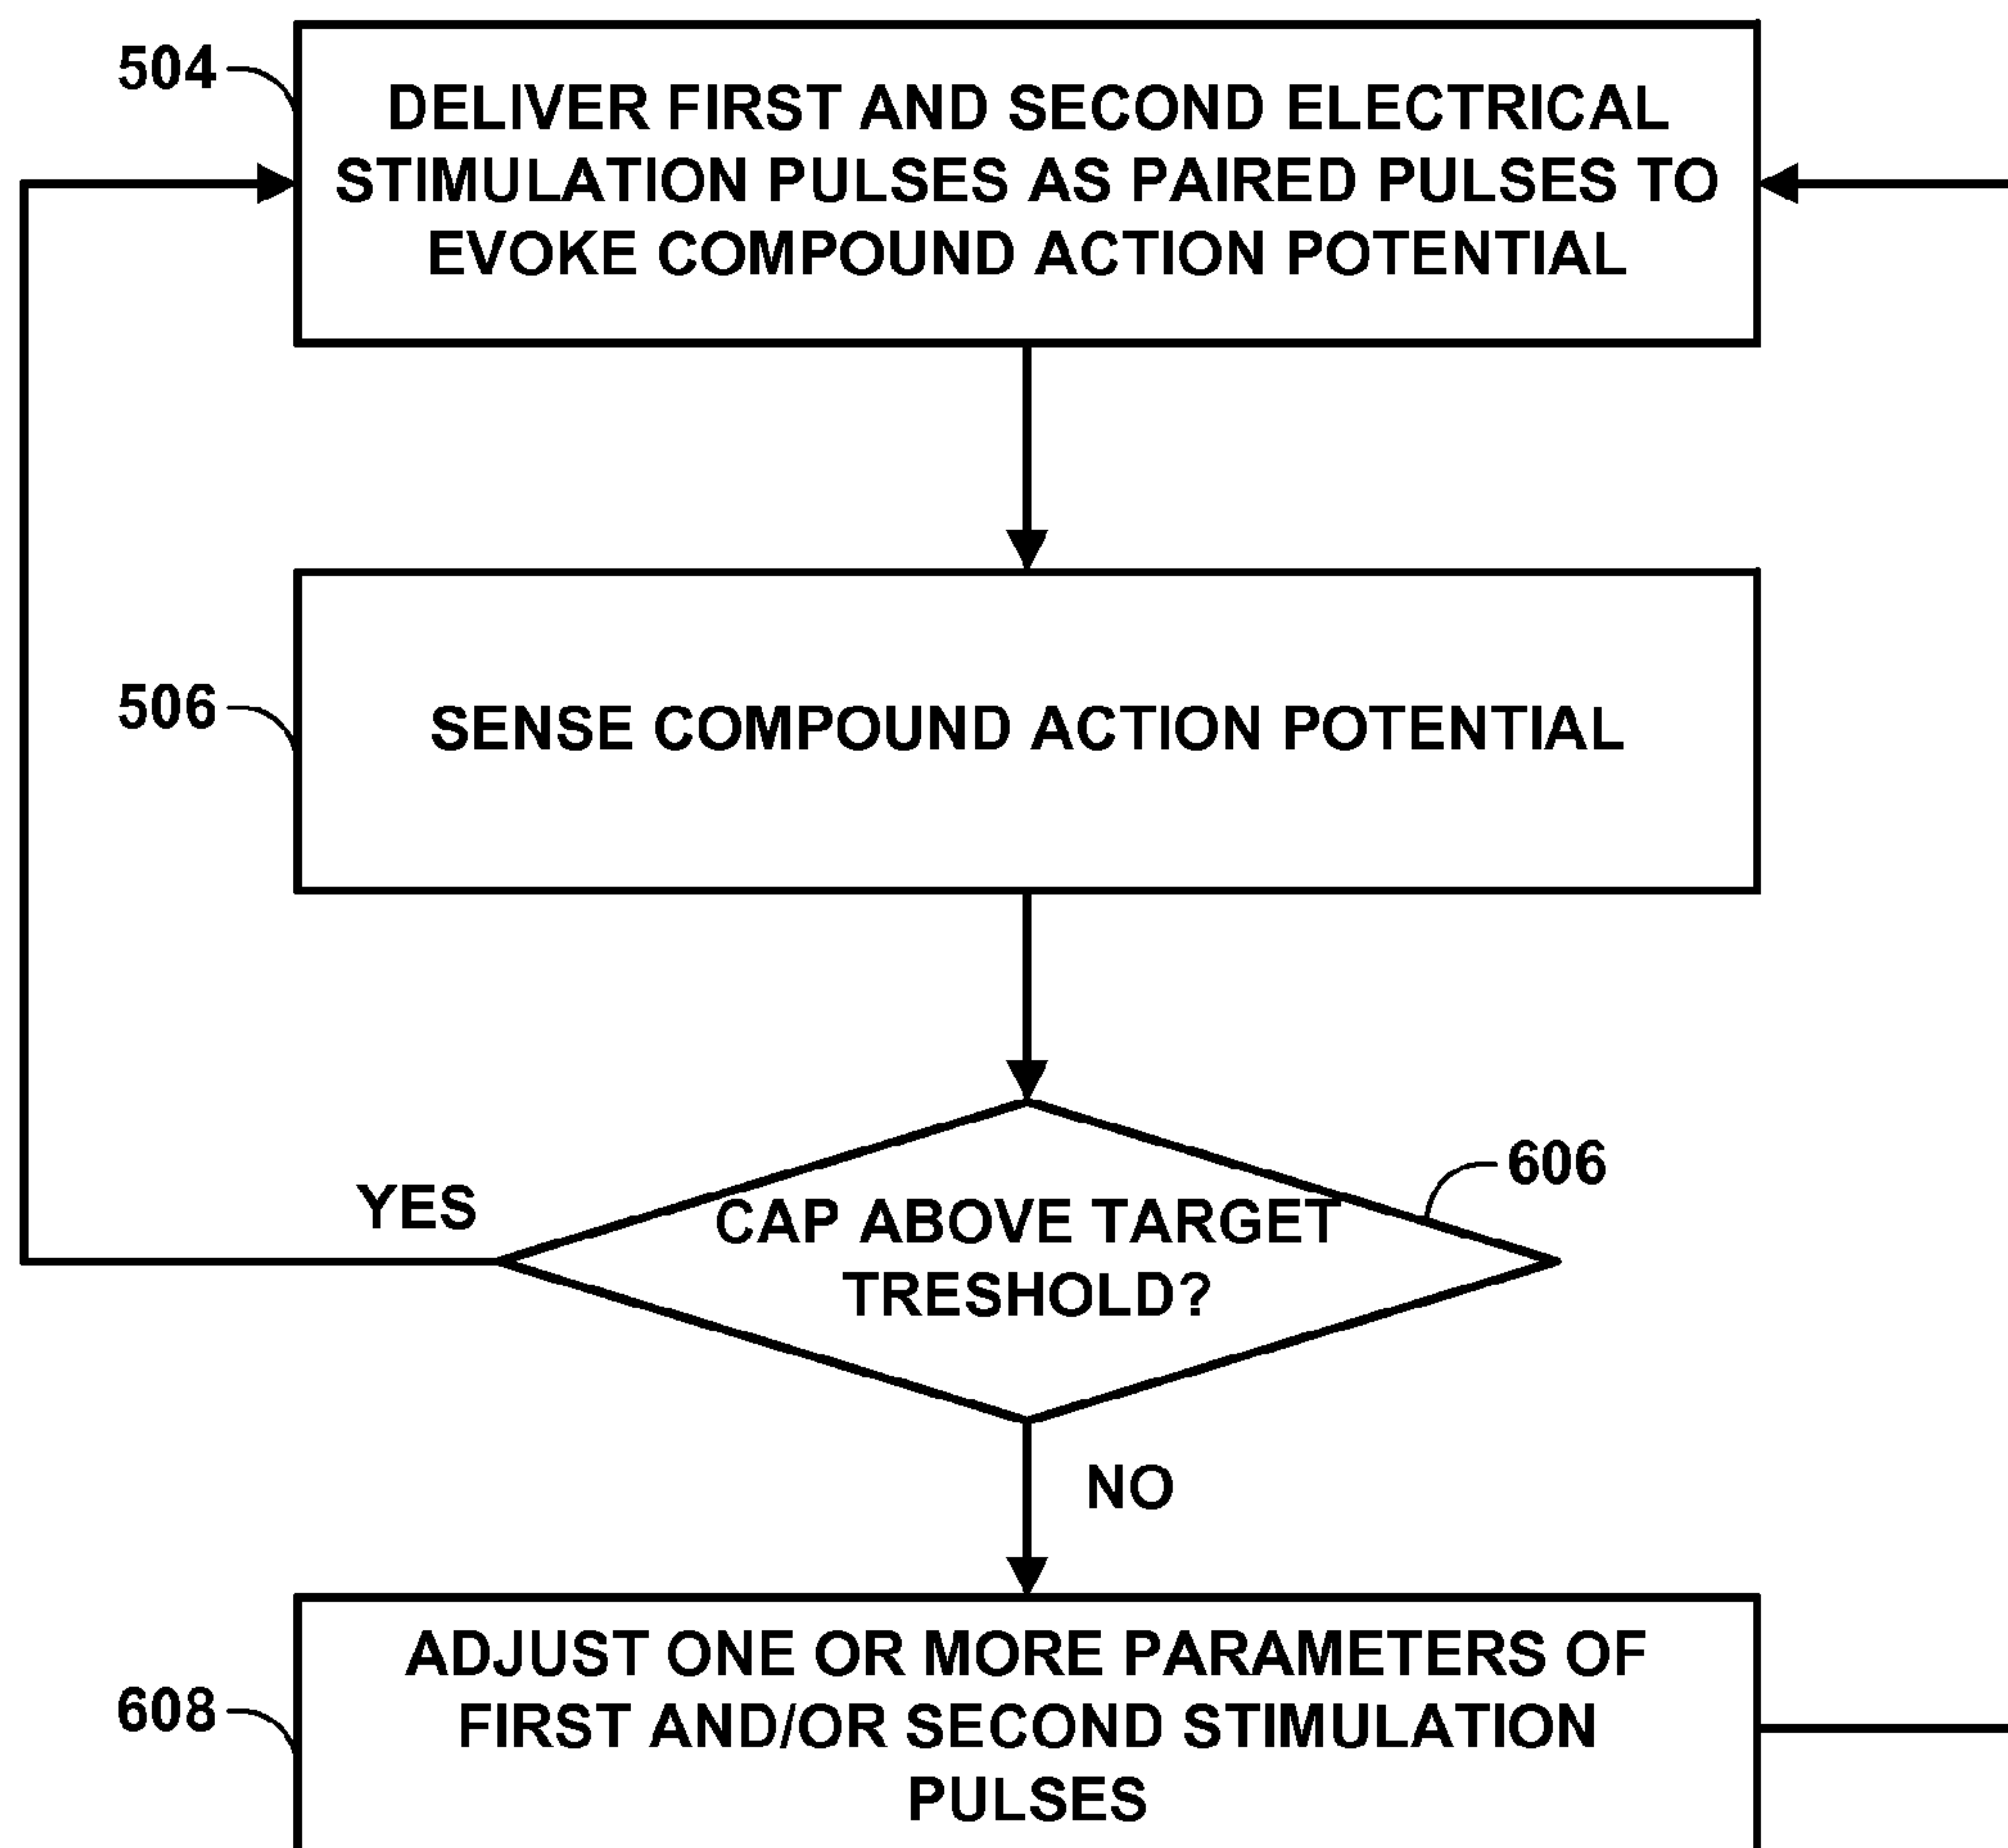 504
DELIVER FIRST AND SECOND ELECTRICAL
STIMULATION PULSES AS PAIRED PULSES TO
EVOKE COMPOUND ACTION POTENTIAL
506
SENSE COMPOUND ACTION POTENTIAL
606
YES
CAP ABOVE TARGET
TRESHOLD?
NO
608
ADJUST ONE OR MORE PARAMETERS OF
FIRST AND/OR SECOND STIMULATION
PULSES